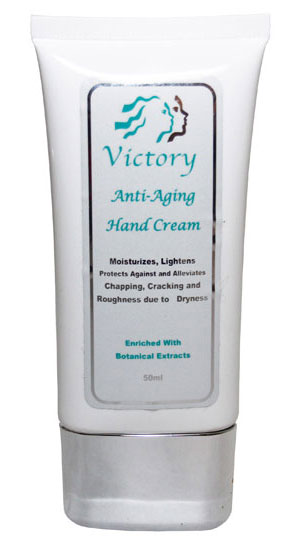 Victory
Anti-Aging
Hand Cream
Moisturizes, Lightens
Protects Against and Alleviates
Chapping, Cracking and
Roughness due to Dryness
Enriched With
Botanical Extracts
50ml